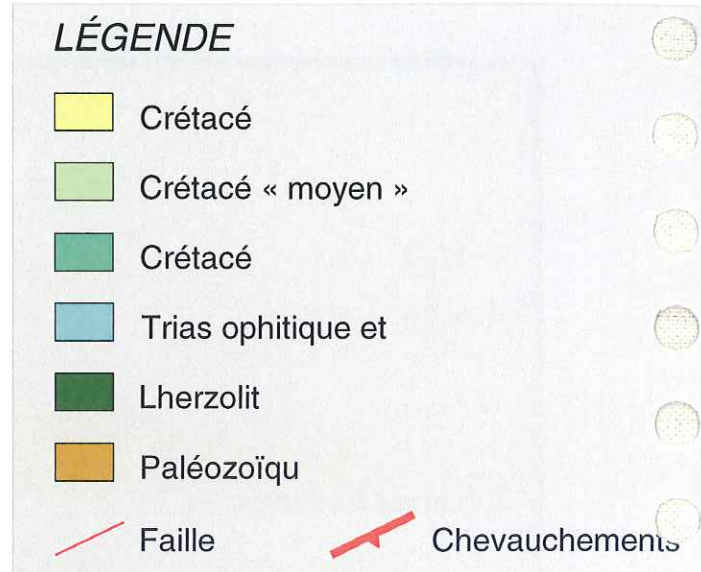 LÉGENDE
Crétacé
Crétacé « moyen »
Crétacé
Trias ophitique et
Lherzolit
Paléozoïqu
Faille Chevauchements